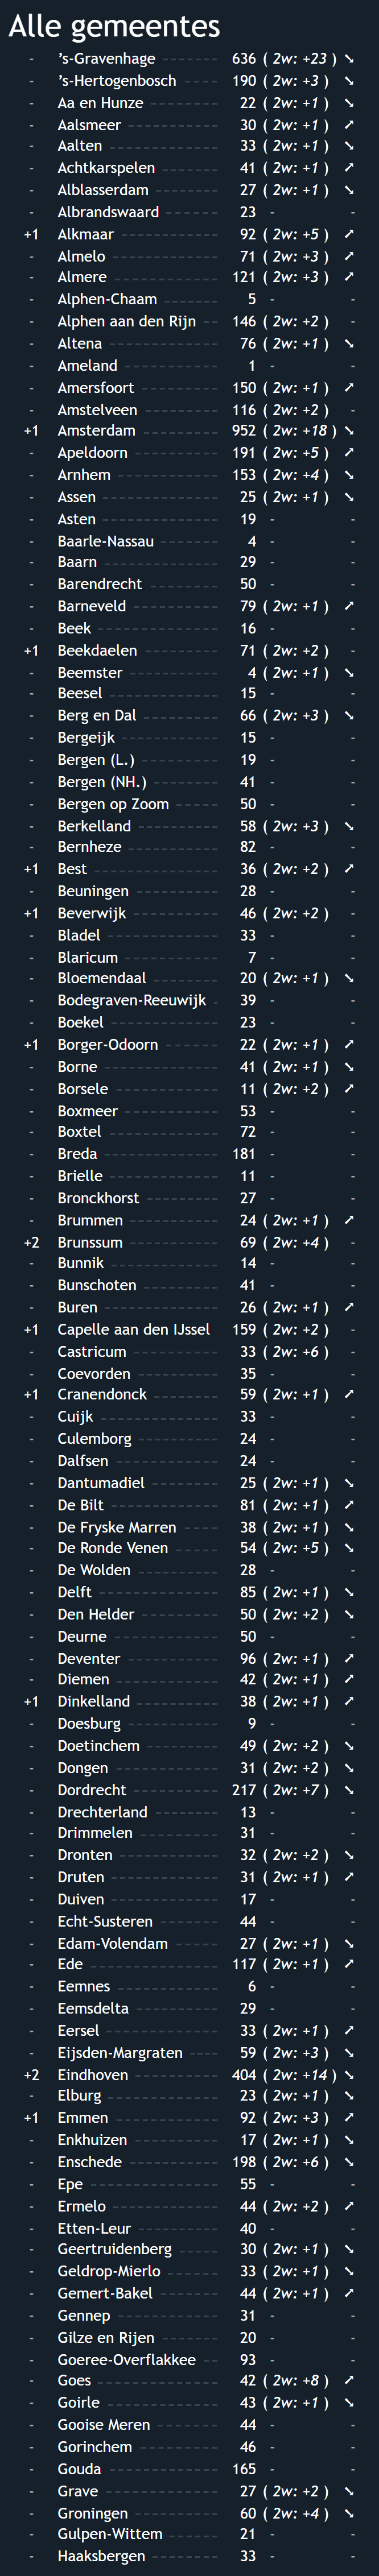 Alle gemeentes
- 's-Gravenhage 636 ( 2w: +23 ) ➘
- 's-Hertogenbosch 190 ( 2w: +3 ) ➘
- Aa en Hunze 22 ( 2w: +1 ) ➘
- Aalsmeer 30 ( 2w: +1 ) ➚
- Aalten 33 ( 2w: +1 ) ➘
- Achtkarspelen 41 ( 2w: +1 ) ➚
- Alblasserdam 27 ( 2w: +1 ) ➘
- Albrandswaard 23 - -
+1 Alkmaar 92 ( 2w: +5 ) ➚
- Almelo 71 ( 2w: +3 ) ➚
- Almere 121 ( 2w: +3 ) ➚
- Alphen-Chaam 5 - -
- Alphen aan den Rijn 146 ( 2w: +2 ) -
- Altena 76 ( 2w: +1 ) ➘
- Ameland 1 - -
- Amersfoort 150 ( 2w: +1 ) ➚
- Amstelveen 116 ( 2w: +2 ) -
+1 Amsterdam 952 ( 2w: +18 ) ➘
- Apeldoorn 191 ( 2w: +5 ) ➚
- Arnhem 153 ( 2w: +4 ) ➘
- Assen 25 ( 2w: +1 ) ➘
- Asten 19 - -
- Baarle-Nassau 4 - -
- Baarn 29 - -
- Barendrecht 50 - -
- Barneveld 79 ( 2w: +1 ) ➚
- Beek 16 - -
+1 Beekdaelen 71 ( 2w: +2 ) -
- Beemster 4 ( 2w: +1 ) ➘
- Beesel 15 - -
- Berg en Dal 66 ( 2w: +3 ) ➘
- Bergeijk 15 - -
- Bergen (L.) 19 - -
- Bergen (NH.) 41 - -
- Bergen op Zoom 50 - -
- Berkelland 58 ( 2w: +3 ) ➘
- Bernheze 82 - -
+1 Best 36 ( 2w: +2 ) ➚
- Beuningen 28 - -
+1 Beverwijk 46 ( 2w: +2 ) -
- Bladel 33 - -
- Blaricum 7 - -
- Bloemendaal 20 ( 2w: +1 ) ➘
- Bodegraven-Reeuwijk 39 - -
- Boekel 23 - -
+1 Borger-Odoorn 22 ( 2w: +1 ) ➚
- Borne 41 ( 2w: +1 ) ➘
- Borsele 11 ( 2w: +2 ) ➚
- Boxmeer 53 - -
- Boxtel 72 - -
- Breda 181 - -
- Brielle 11 - -
- Bronckhorst 27 - -
- Brummen 24 ( 2w: +1 ) ➚
+2 Brunssum 69 ( 2w: +4 ) -
- Bunnik 14 - -
- Bunschoten 41 - -
- Buren 26 ( 2w: +1 ) ➚
+1 Capelle aan den IJssel 159 ( 2w: +2 ) -
- Castricum 33 ( 2w: +6 ) -
- Coevorden 35 - -
+1 Cranendonck 59 ( 2w: +1 ) ➚
- Cuijk 33 - -
- Culemborg 24 - -
- Dalfsen 24 - -
- Dantumadiel 25 ( 2w: +1 ) ➘
- De Bilt 81 ( 2w: +1 ) ➚
- De Fryske Marren 38 ( 2w: +1 ) ➘
- De Ronde Venen 54 ( 2w: +5 ) ➘
- De Wolden 28 - -
- Delft 85 ( 2w: +1 ) ➘
- Den Helder 50 ( 2w: +2 ) ➘
- Deurne 50 - -
- Deventer 96 ( 2w: +1 ) ➚
- Diemen 42 ( 2w: +1 ) ➚
+1 Dinkelland 38 ( 2w: +1 ) ➚
- Doesburg 9 - -
- Doetinchem 49 ( 2w: +2 ) ➘
- Dongen 31 ( 2w: +2 ) ➘
- Dordrecht 217 ( 2w: +7 ) ➘
- Drechterland 13 - -
- Drimmelen 31 - -
- Dronten 32 ( 2w: +2 ) ➘
- Druten 31 ( 2w: +1 ) ➚
- Duiven 17 - -
- Echt-Susteren 44 - -
- Edam-Volendam 27 ( 2w: +1 ) ➘
- Ede 117 ( 2w: +1 ) ➚
- Eemnes 6 - -
- Eemsdelta 29 - -
- Eersel 33 ( 2w: +1 ) ➚
- Eijsden-Margraten 59 ( 2w: +3 ) ➘
+2 Eindhoven 404 ( 2w: +14 ) ➘
- Elburg 23 ( 2w: +1 ) ➘
+1 Emmen 92 ( 2w: +3 ) ➚
- Enkhuizen 17 ( 2w: +1 ) ➘
- Enschede 198 ( 2w: +6 ) ➘
- Epe 55 - -
- Ermelo 44 ( 2w: +2 ) ➚
- Etten-Leur 40 - -
- Geertruidenberg 30 ( 2w: +1 ) ➘
- Geldrop-Mierlo 33 ( 2w: +1 ) ➘
- Gemert-Bakel 44 ( 2w: +1 ) ➚
- Gennep 31 - -
- Gilze en Rijen 20 - -
- Goeree-Overflakkee 93 - -
- Goes 42 ( 2w: +8 ) ➚
- Goirle 43 ( 2w: +1 ) ➘
- Gooise Meren 44 - -
- Gorinchem 46 - -
- Gouda 165 - -
- Grave 27 ( 2w: +2 ) ➘
- Groningen 60 ( 2w: +4 ) ➘
- Gulpen-Wittem 21 - -
- Haaksbergen 33 - -